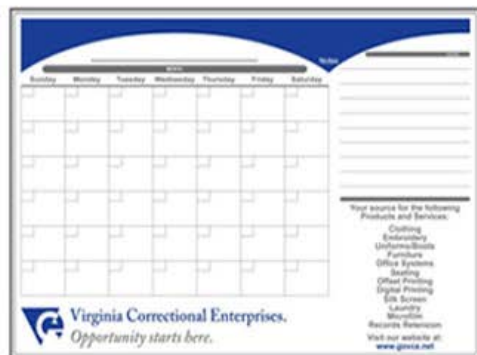 Notes
Sunday Monday Tuesday Wednesday Thursday Friday Saturday
Your source for the following
Products and Services:
Clothing
Embroidery
Uniforms/Boots
Furniture
Office Systems
Seating
Offset Printing
Digital Printing
Silk Screen
Laundry
Microfilm
Records Retension
Visit our website at:
www.govce.net
Virginia Correctional Enterprises.
Opportunity starts here.